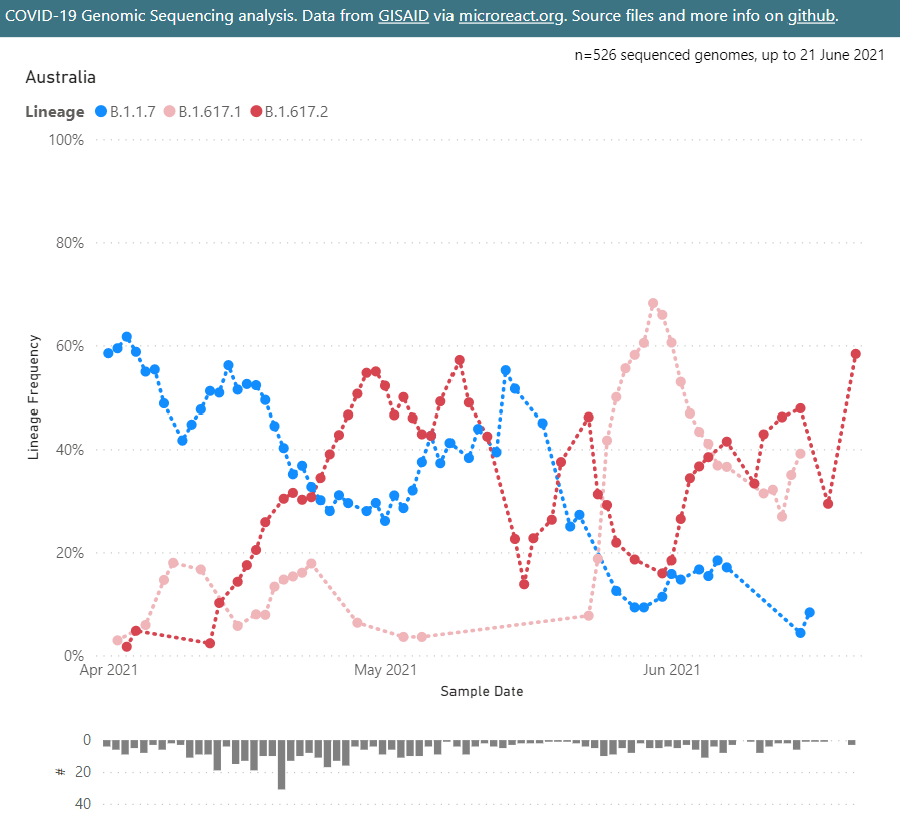 COVID-19 Genomic Sequencing analysis. Data from GISAID via microreact.org. Source files and more info on github.
n=526 sequenced genomes, up to 21 June 2021
Australia
Lineage B.1.1.7 B.1.617.1 B.1.617.2
100%
80%
60%
40%
20%
0%
Lineage Frequency
Apr 2021 May 2021 Jun 2021
Sample Date
0
20
40
#